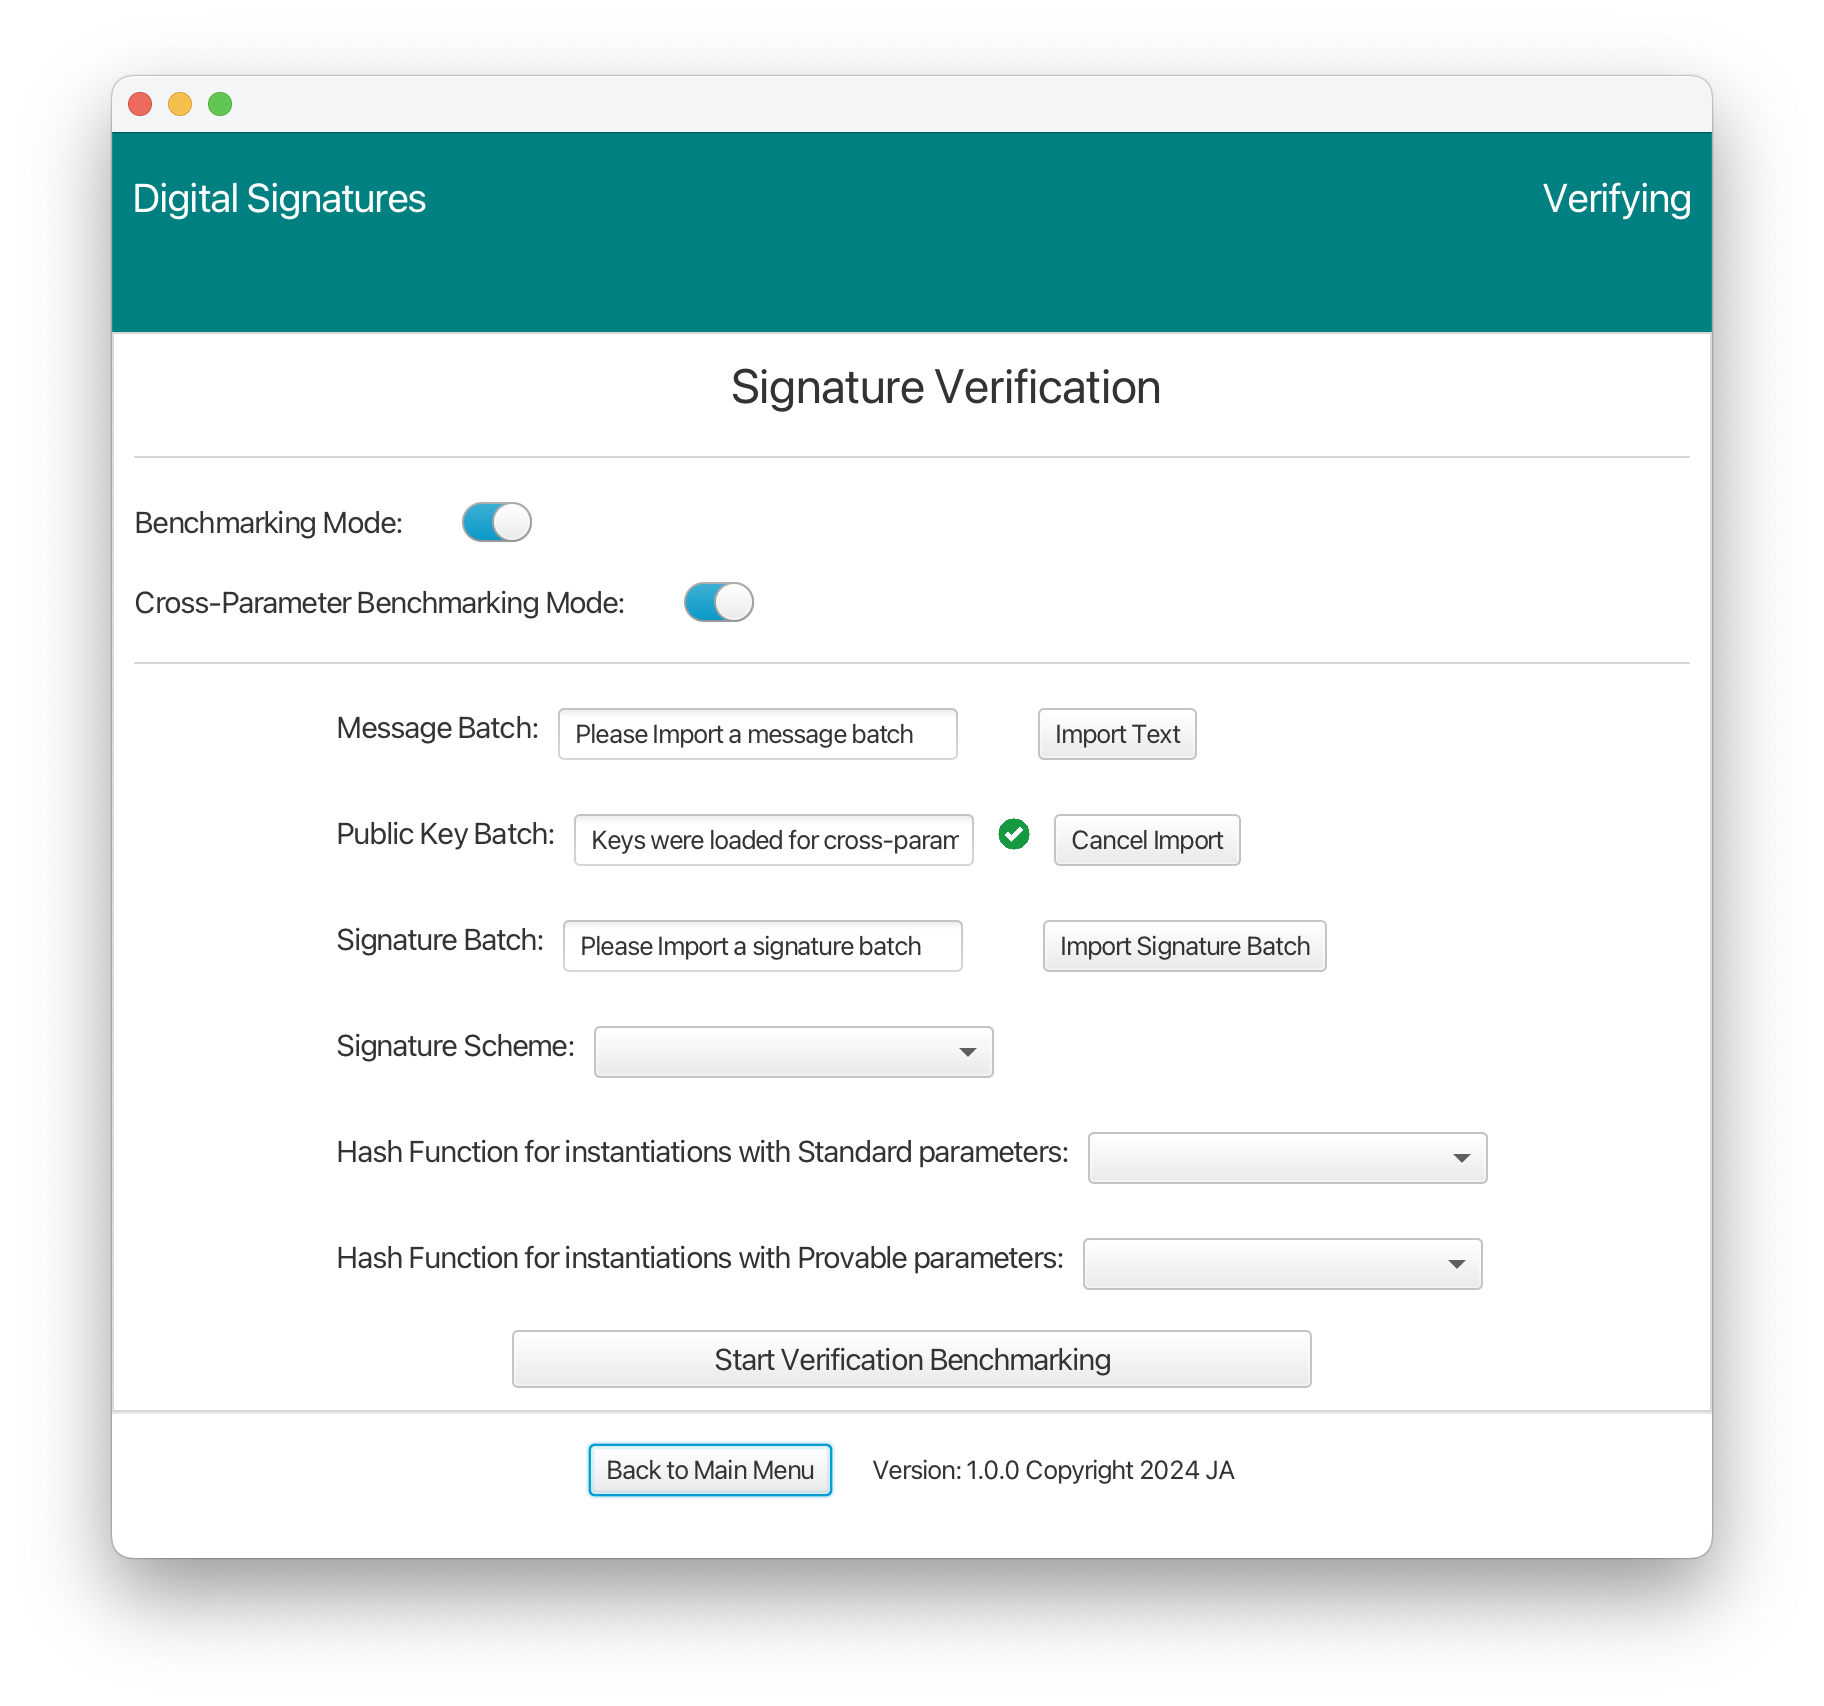 Digital Signatures
Verifying
Signature Verification
Benchmarking Mode:
Cross-Parameter Benchmarking Mode:
Message Batch: Please Import a message batch Import Text
Public Key Batch: Keys were loaded for cross-param Cancel Import
Signature Batch: Please Import a signature batch Import Signature Batch
Signature Scheme:
Hash Function for instantiations with Standard parameters:
Hash Function for instantiations with Provable parameters:
Start Verification Benchmarking
Back to Main Menu Version: 1.0.0 Copyright 2024 JA